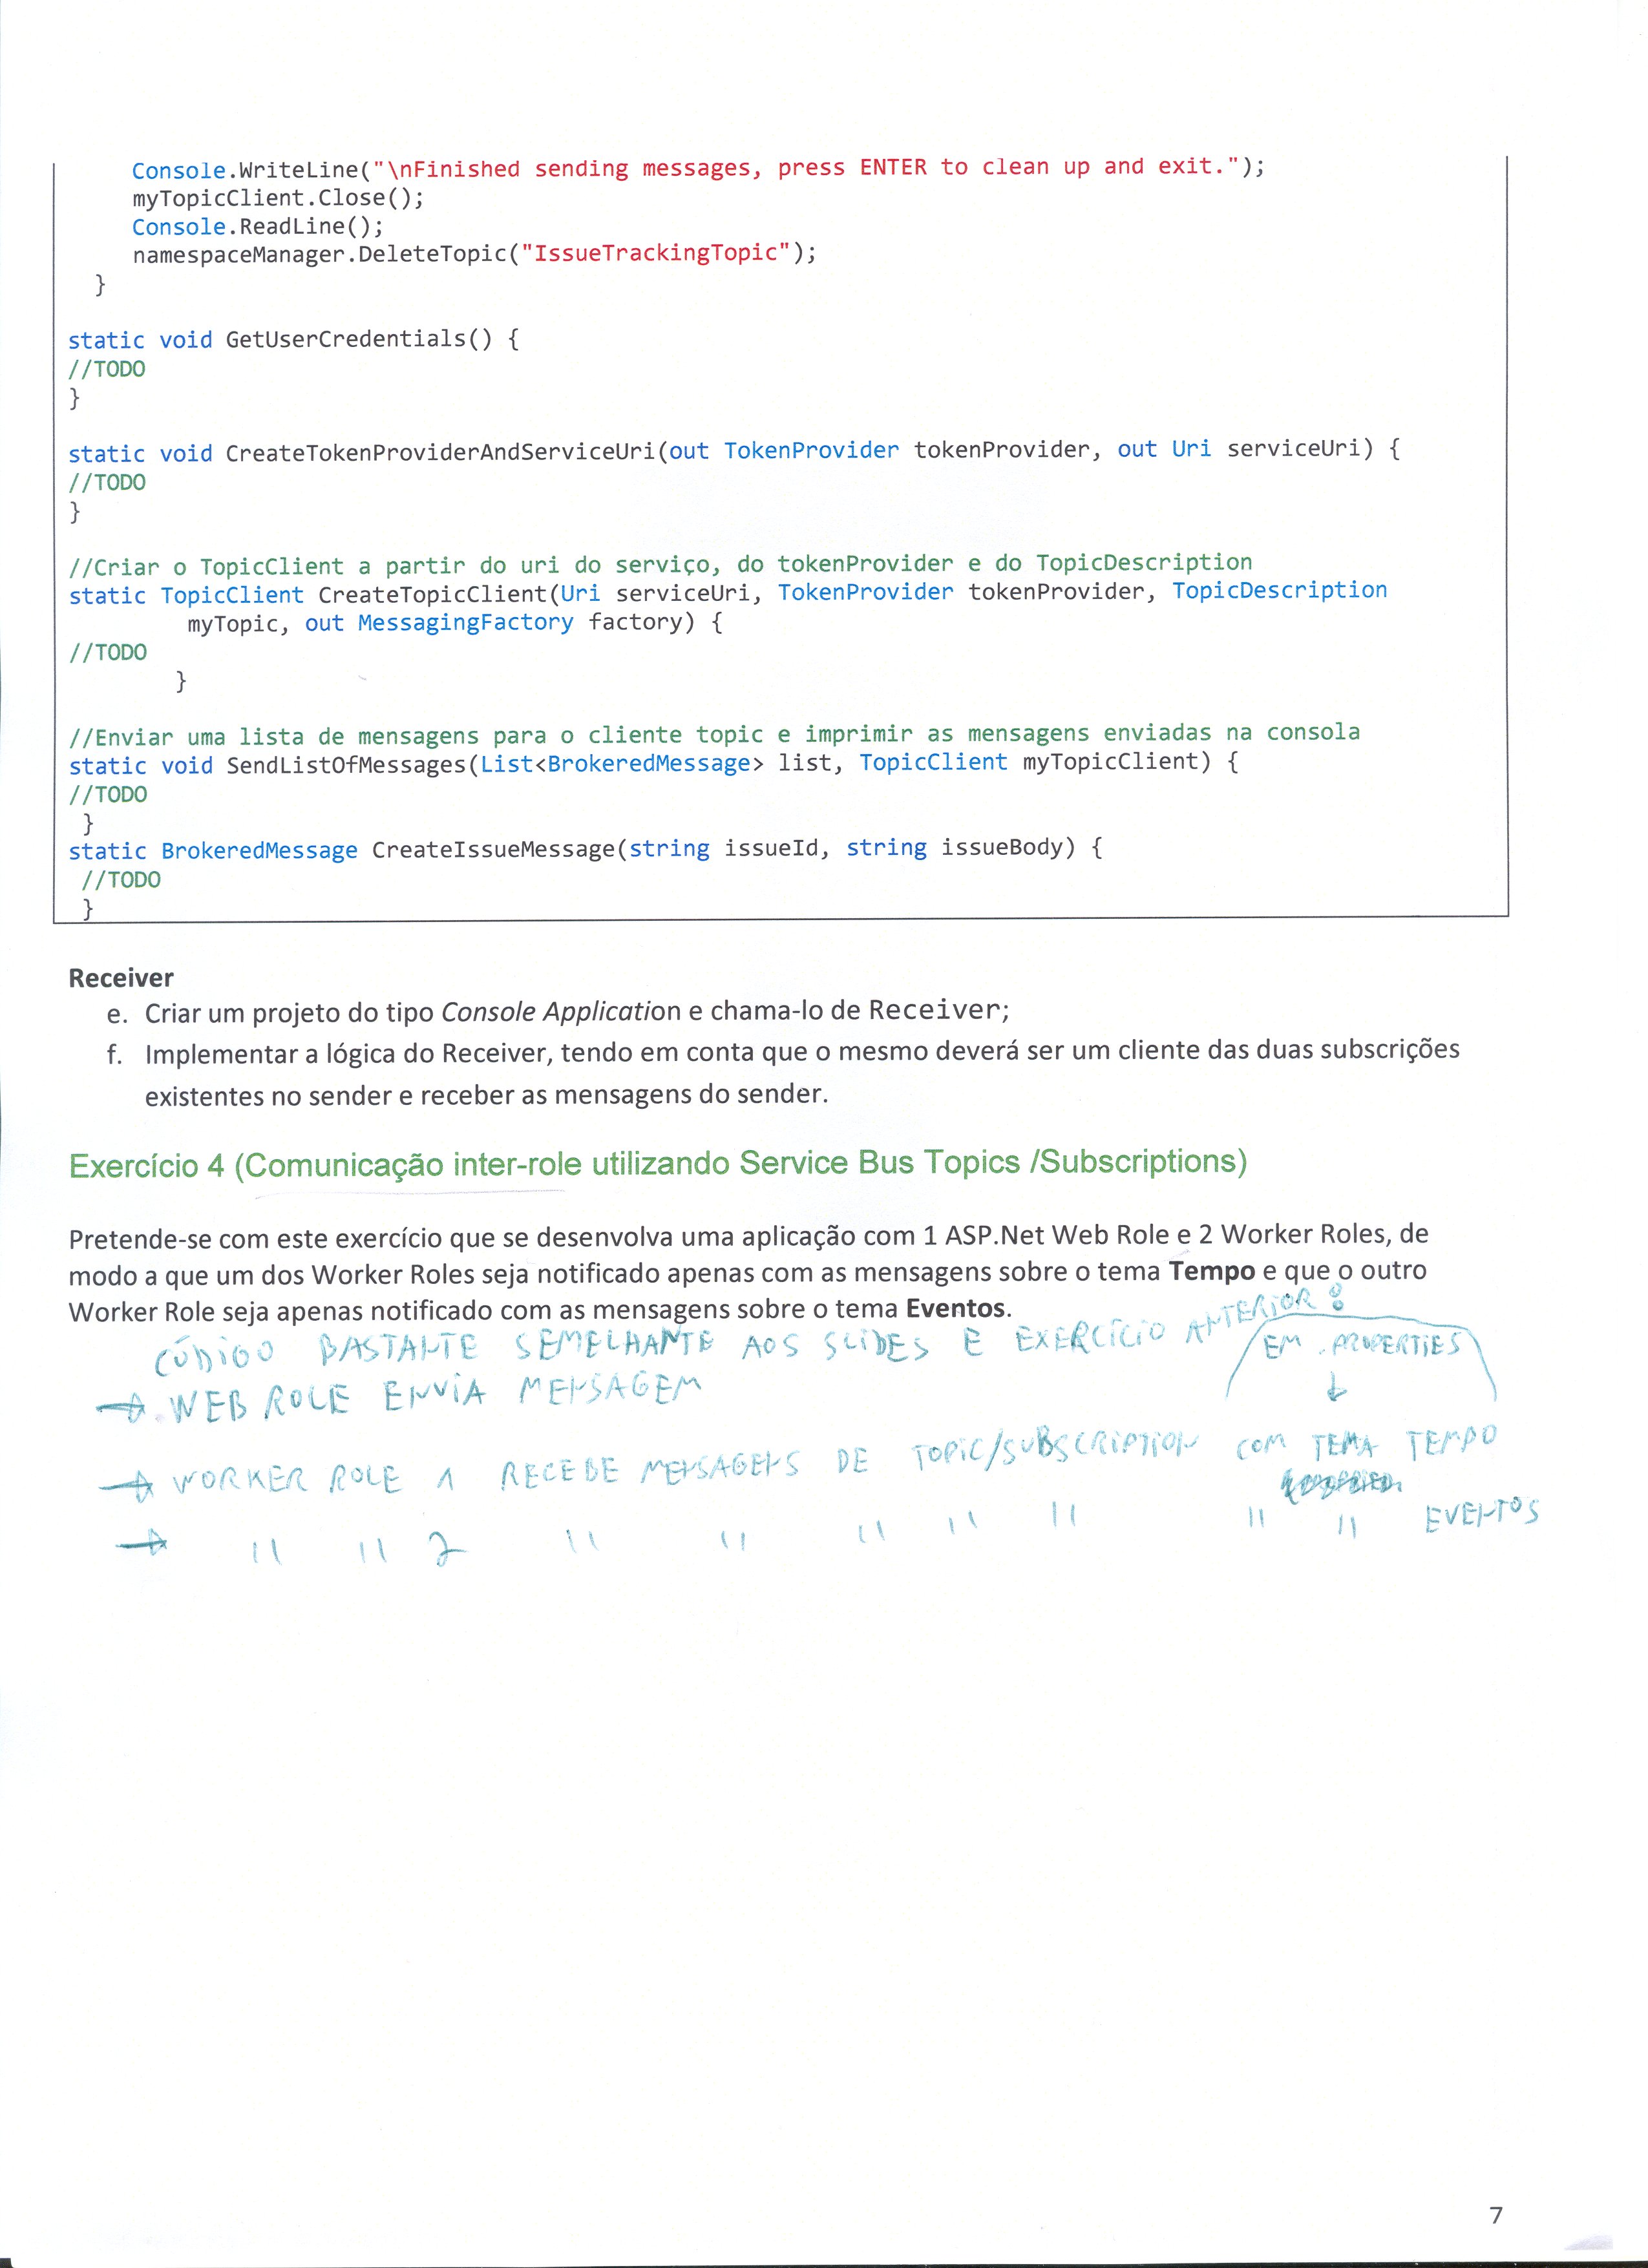 Console.WriteLine("\nFinished sending messages, press ENTER to clean up and exit.");
myTopicClient.Close();
Console.ReadLine();
namespaceManager.DeleteTopic("IssueTrackingTopic");
}
static void GetUserCredentials() {
//TODO
}
static void CreateTokenProviderAndServiceUri(out TokenProvider tokenProvider, out Uri serviceUri) {
//TODO
}
//Criar o TopicClient a partir do uri do serviço, do tokenProvider e do TopicDescription
static TopicClient CreateTopicClient(Uri serviceUri, TokenProvider tokenProvider, TopicDescription
myTopic, out MessagingFactory factory) {
//TODO
}
//Enviar uma lista de mensagens para o cliente topic e imprimir as mensagens enviadas na consola
static void SendListOfMessages(List<BrokeredMessage> list, TopicClient myTopicClient) {
//TODO
}
static BrokeredMessage CreateIssueMessage(string issueId, string issueBody) {
//TODO
}
Receiver
e. Criar um projeto do tipo Console Application e chama-lo de Receiver;
f. Implementar a lógica do Receiver, tendo em conta que o mesmo deverá ser um cliente das duas subscrições
existentes no sender e receber as mensagens do sender.
Exercício 4 (Comunicação inter-role utilizando Service Bus Topics /Subscriptions)
Pretende-se com este exercício que se desenvolva uma aplicação com 1 ASP.Net Web Role e 2 Worker Roles, de
modo a que um dos Worker Roles seja notificado apenas com as mensagens sobre o tema Tempo e que o outro
Worker Role seja apenas notificado com as mensagens sobre o tema Eventos.
CÓDIGO BASTANTE SEMELHANTE AOS SLIDES E EXERCÍCIO ANTERIOR:
EM .PROPERTIES
→ WEB ROLE ENVIA MENSAGEM
→ WORKER ROLE 1 RECEBE MENSAGENS DE TOPIC/SUBSCRIPTION COM TEMA TEMPO
→ " " 2 " " " " " " " EVENTOS
7